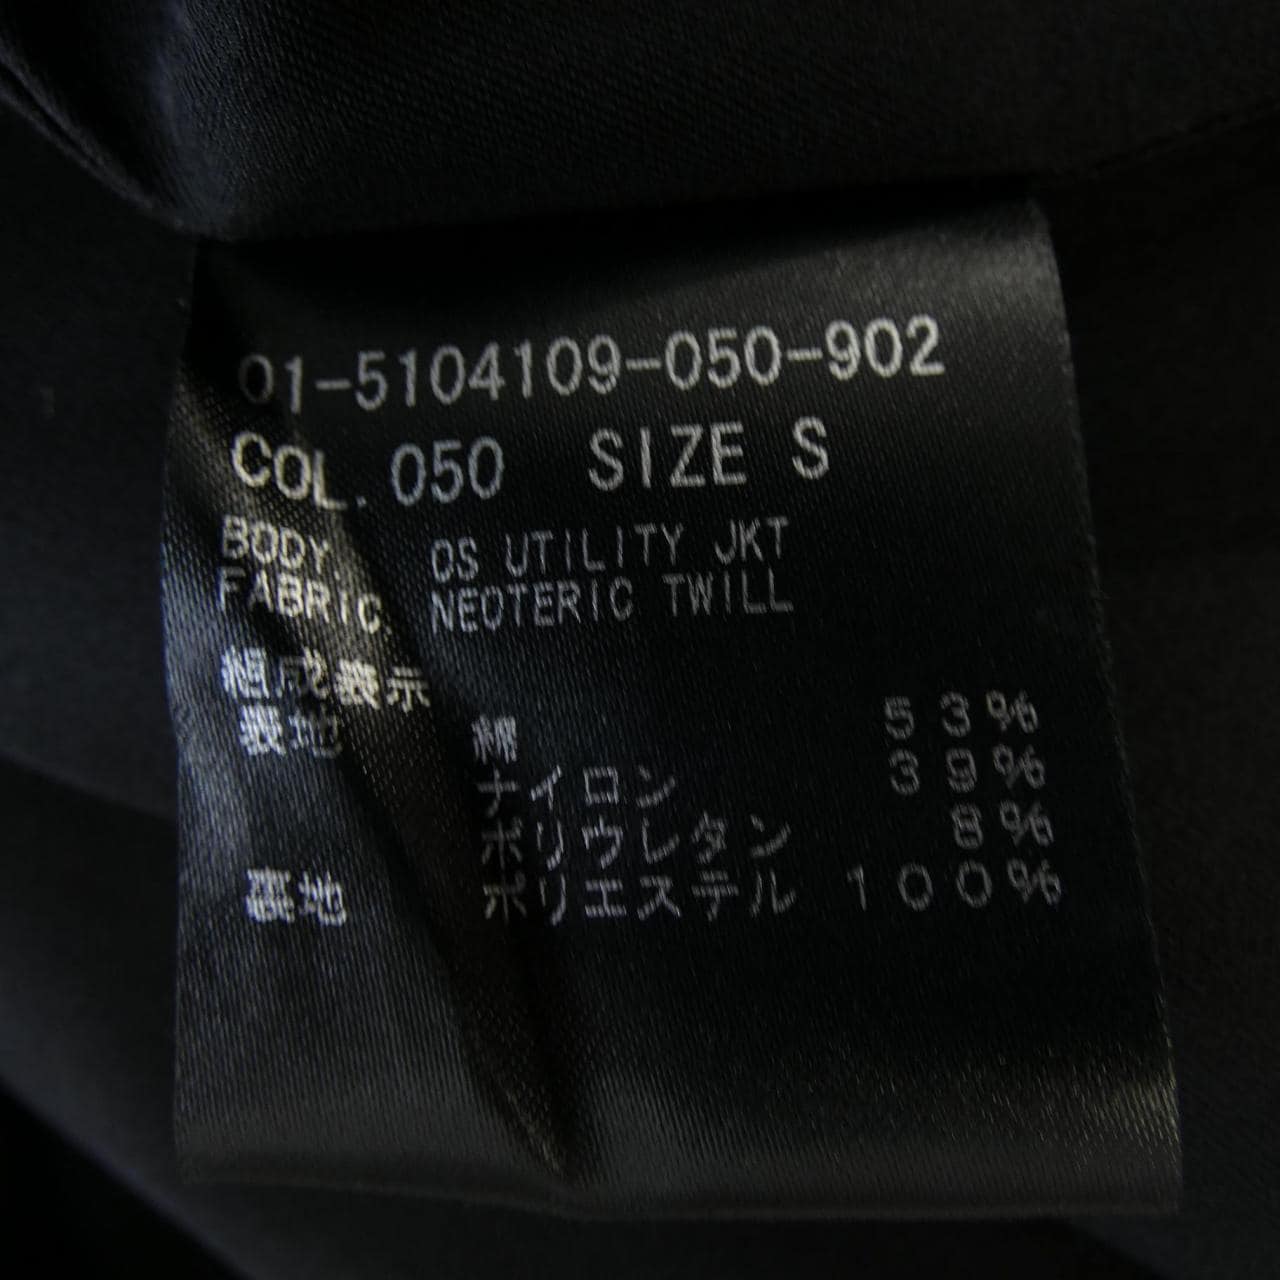 01-5104109-050-902
COL. 050 SIZE S
BODY. OS UTILITY JKT
FABRIC. NEOTERIC TWILL
組成表示
表地 綿 53%
ナイロン 39%
ポリウレタン 8%
裏地 ポリエステル 100%